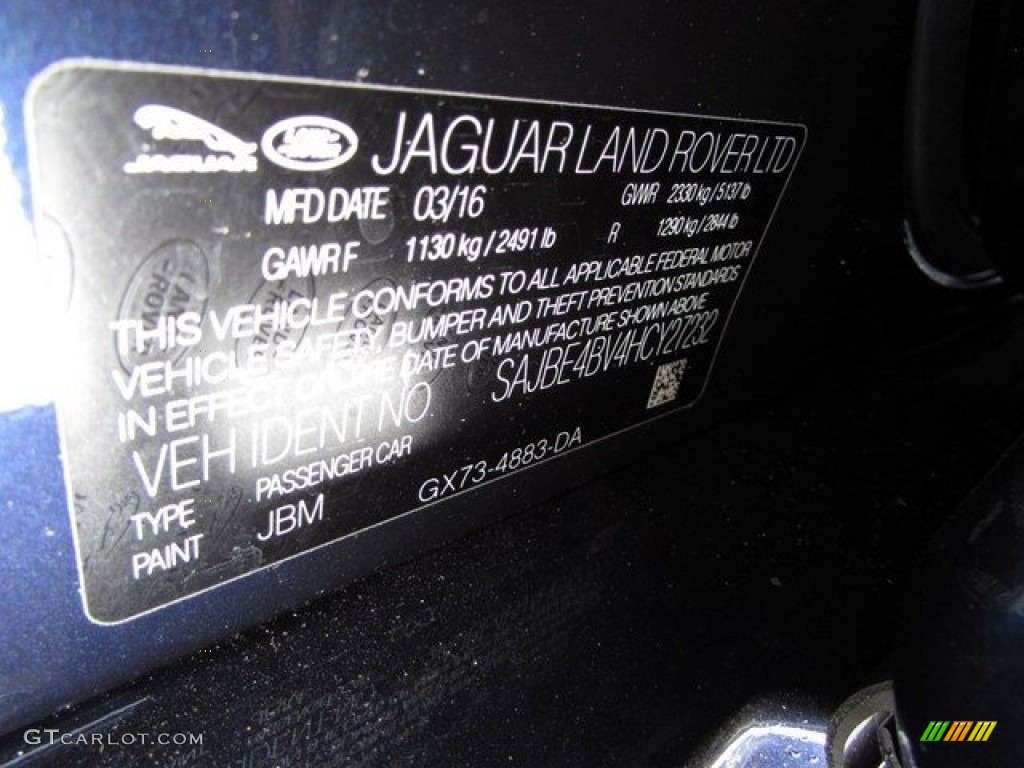 JAGUAR LAND ROVER JAGUAR LAND ROVER LTD
MFD DATE 03/16 GVWR 2330 kg / 5137 lb
GAWR F 1130 kg / 2491 lb R 1290 kg / 2844 lb
THIS VEHICLE CONFORMS TO ALL APPLICABLE FEDERAL MOTOR
VEHICLE SAFETY, BUMPER AND THEFT PREVENTION STANDARDS
IN EFFECT ON THE DATE OF MANUFACTURE SHOWN ABOVE
VEH IDENT NO SAJBE4BV4HCY27232
TYPE PASSENGER CAR
PAINT JBM GX73-4883-DA
GTCARLOT.COM